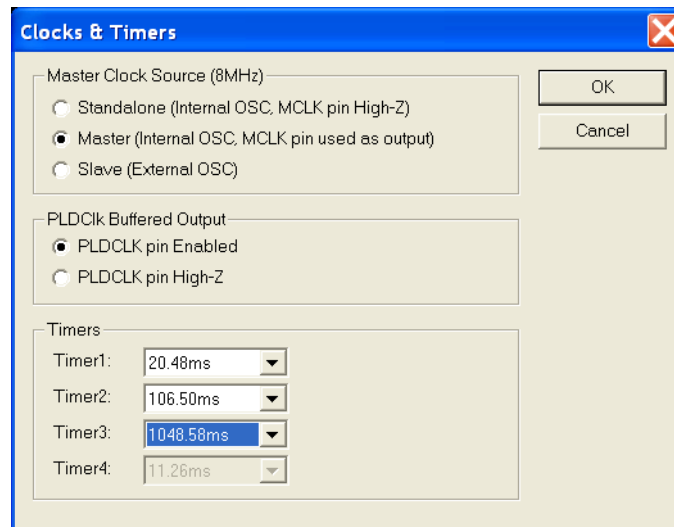 Clocks & Timers
Master Clock Source (8MHz)
Standalone (Internal OSC, MCLK pin High-Z)
Master (Internal OSC, MCLK pin used as output)
Slave (External OSC)
OK
Cancel
PLDClk Buffered Output
PLDCLK pin Enabled
PLDCLK pin High-Z
Timers
Timer1: 20.48ms
Timer2: 106.50ms
Timer3: 1048.58ms
Timer4: 11.26ms